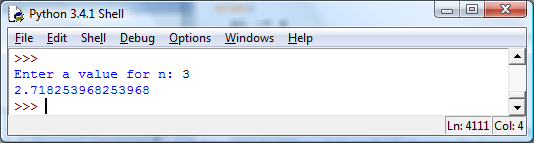 Python 3.4.1 Shell
File Edit Shell Debug Options Windows Help
>>>
Enter a value for n: 3
2.718253968253968
>>>
Ln: 4111 Col: 4